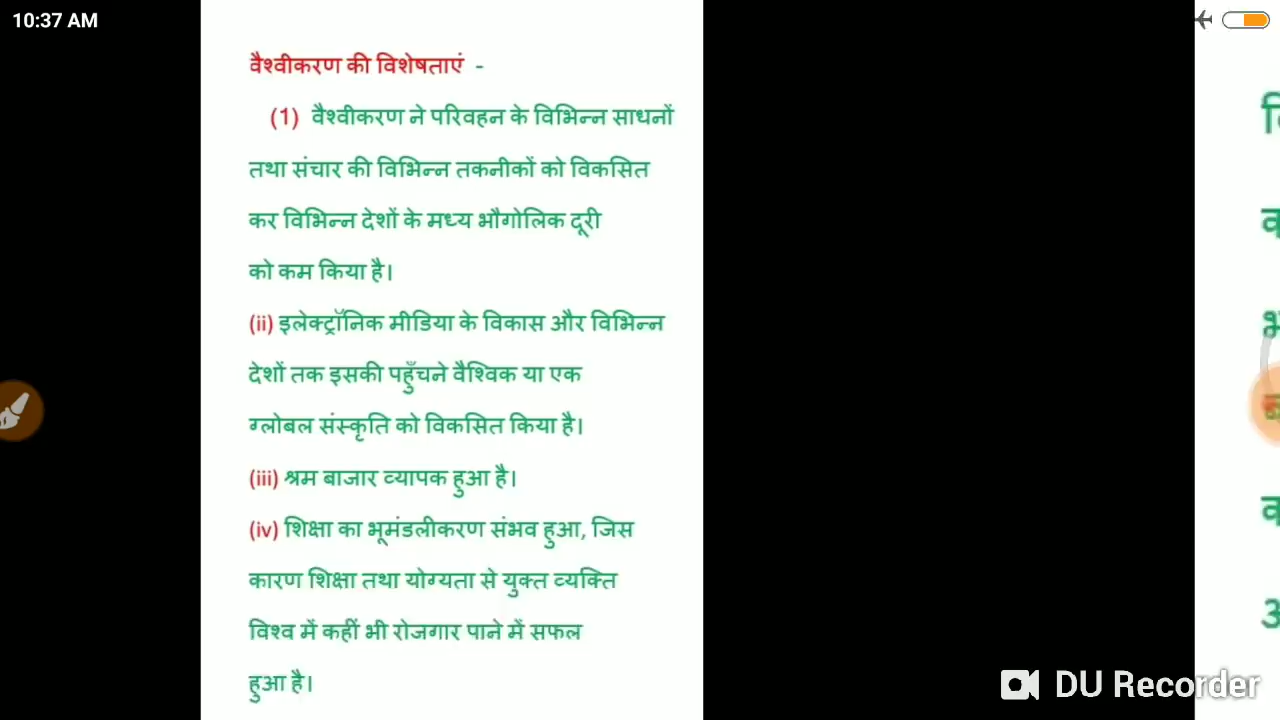 10:37 AM
वैश्वीकरण की विशेषताएं -
(1) वैश्वीकरण ने परिवहन के विभिन्न साधनों
तथा संचार की विभिन्न तकनीकों को विकसित
कर विभिन्न देशों के मध्य भौगोलिक दूरी
को कम किया है।
(ii) इलेक्ट्रॉनिक मीडिया के विकास और विभिन्न
देशों तक इसकी पहुँचने वैश्विक या एक
ग्लोबल संस्कृति को विकसित किया है।
(iii) श्रम बाजार व्यापक हुआ है।
(iv) शिक्षा का भूमंडलीकरण संभव हुआ, जिस
कारण शिक्षा तथा योग्यता से युक्त व्यक्ति
विश्व में कहीं भी रोजगार पाने में सफल
हुआ है।
DU Recorder